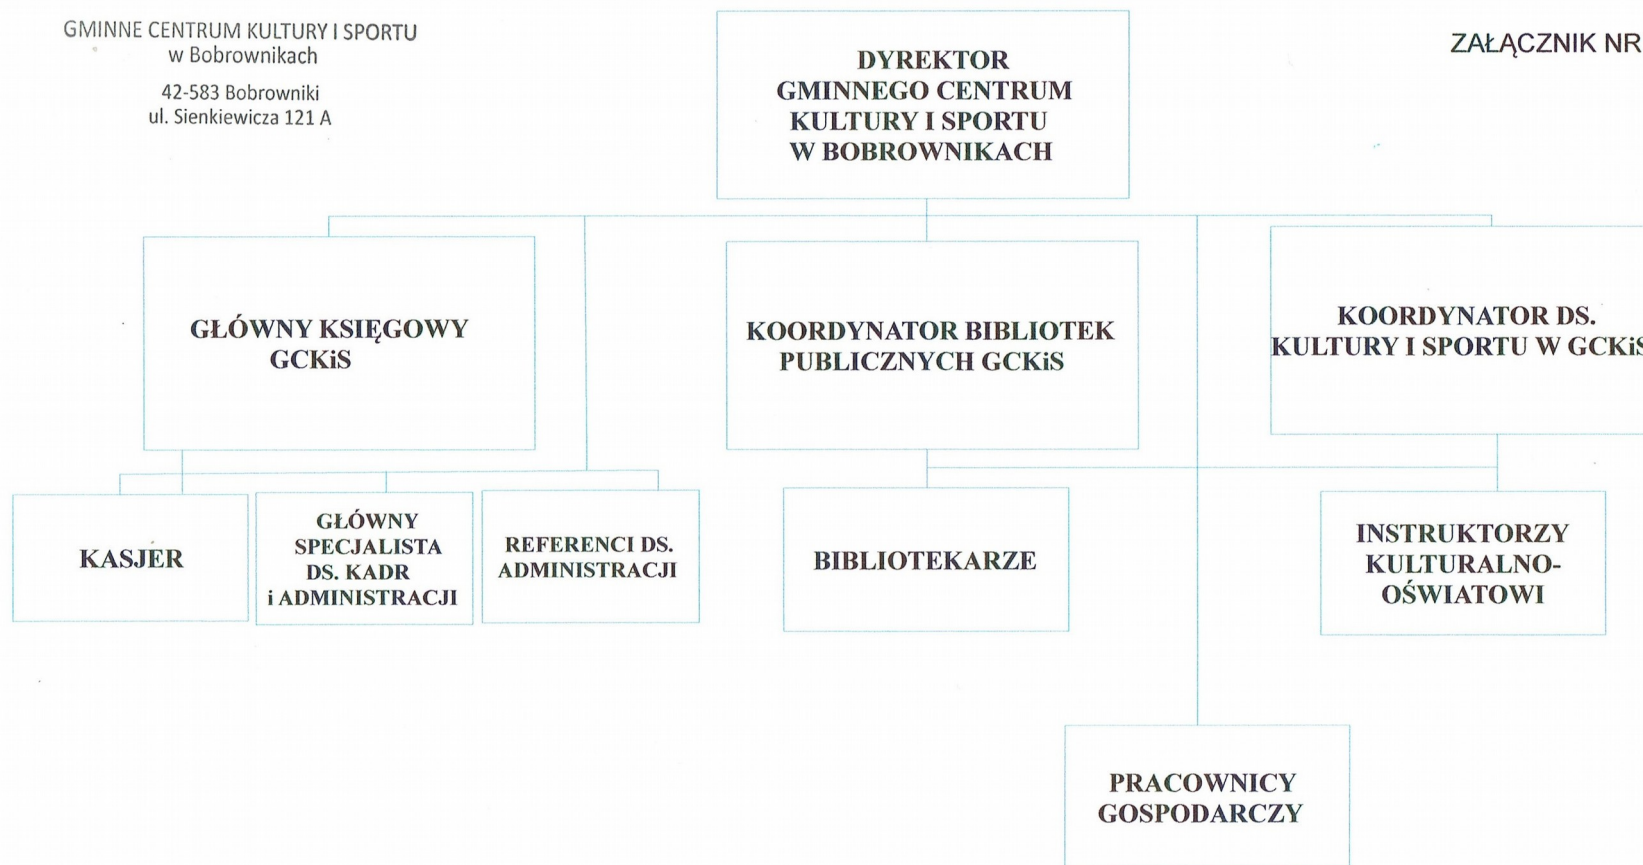 GMINNE CENTRUM KULTURY I SPORTU
w Bobrownikach
42-583 Bobrowniki
ul. Sienkiewicza 121 A
ZAŁĄCZNIK NR
DYREKTOR
GMINNEGO CENTRUM
KULTURY I SPORTU
W BOBROWNIKACH
GŁÓWNY KSIĘGOWY
GCKiS
KOORDYNATOR BIBLIOTEK
PUBLICZNYCH GCKiS
KOORDYNATOR DS.
KULTURY I SPORTU W GCKiS
KASJER
GŁÓWNY
SPECJALISTA
DS. KADR
i ADMINISTRACJI
REFERENCI DS.
ADMINISTRACJI
BIBLIOTEKARZE
INSTRUKTORZY
KULTURALNO-
OŚWIATOWI
PRACOWNICY
GOSPODARCZY